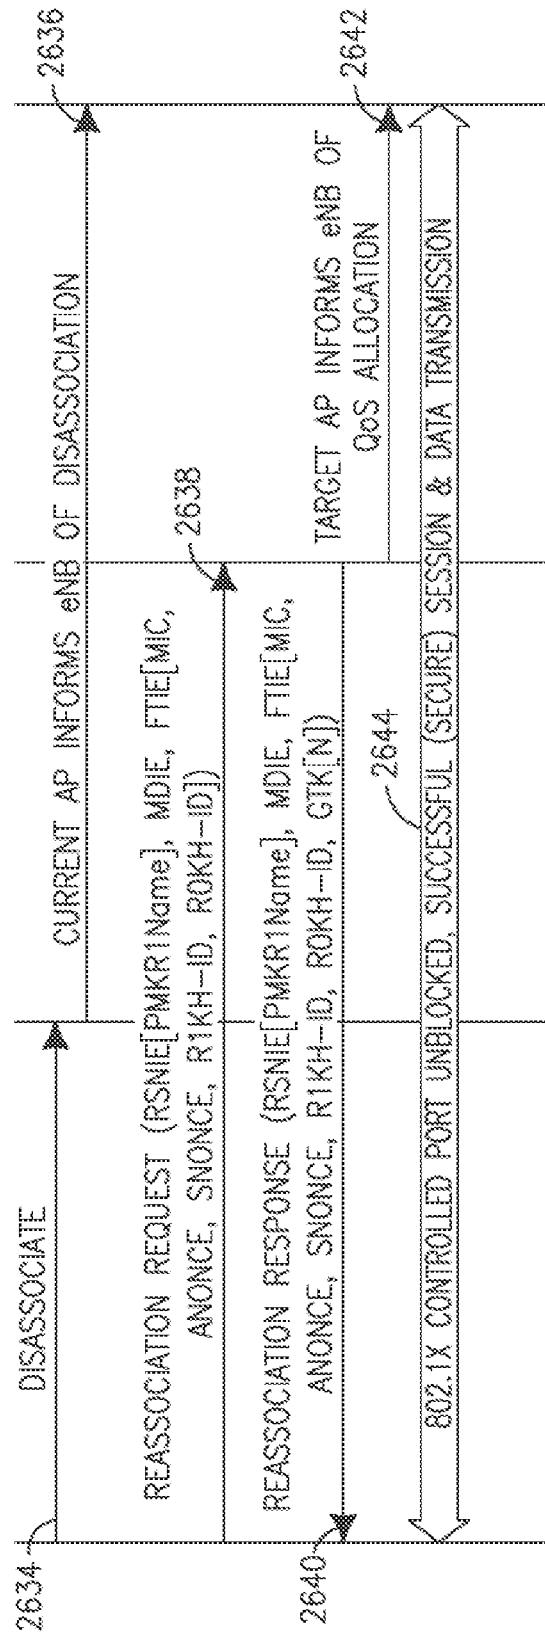 2634
DISASSOCIATE
CURRENT AP INFORMS eNB OF DISASSOCIATION
2636
REASSOCIATION REQUEST (RSNIE[PMKR1Name], MDIE, FTIE[MIC,
ANONCE, SNONCE, R1KH-ID, R0KH-ID])
2638
REASSOCIATION RESPONSE (RSNIE[PMKR1Name], MDIE, FTIE[MIC,
ANONCE, SNONCE, R1KH-ID, R0KH-ID, GTK[N])
2640
TARGET AP INFORMS eNB OF
QoS ALLOCATION
2642
2644
802.1X CONTROLLED PORT UNBLOCKED, SUCCESSFUL (SECURE) SESSION & DATA TRANSMISSION